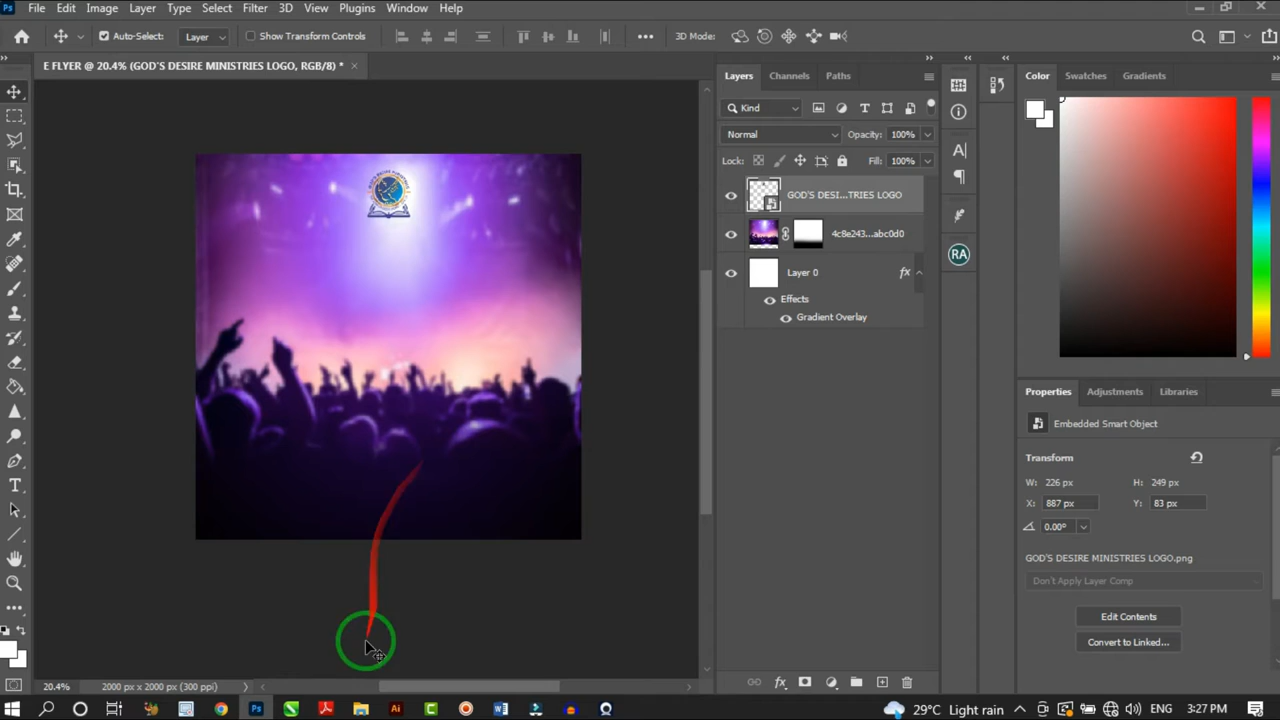 Ps File Edit Image Layer Type Select Filter 3D View Plugins Window Help
Auto-Select: Layer Show Transform Controls 3D Mode:
E FLYER @ 20.4% (GOD'S DESIRE MINISTRIES LOGO, RGB/8) *
Layers Channels Paths
Kind
Normal Opacity: 100%
Lock: Fill: 100%
GOD'S DESI...TRIES LOGO
4c8e243...abc0d0
Layer 0 fx
Effects
Gradient Overlay
RA
Color Swatches Gradients
Properties Adjustments Libraries
Embedded Smart Object
Transform
W: 226 px H: 249 px
X: 887 px Y: 83 px
0.00°
GOD'S DESIRE MINISTRIES LOGO.png
Don't Apply Layer Comp
Edit Contents
Convert to Linked...
20.4% 2000 px x 2000 px (300 ppi)
29°C Light rain ENG 3:27 PM